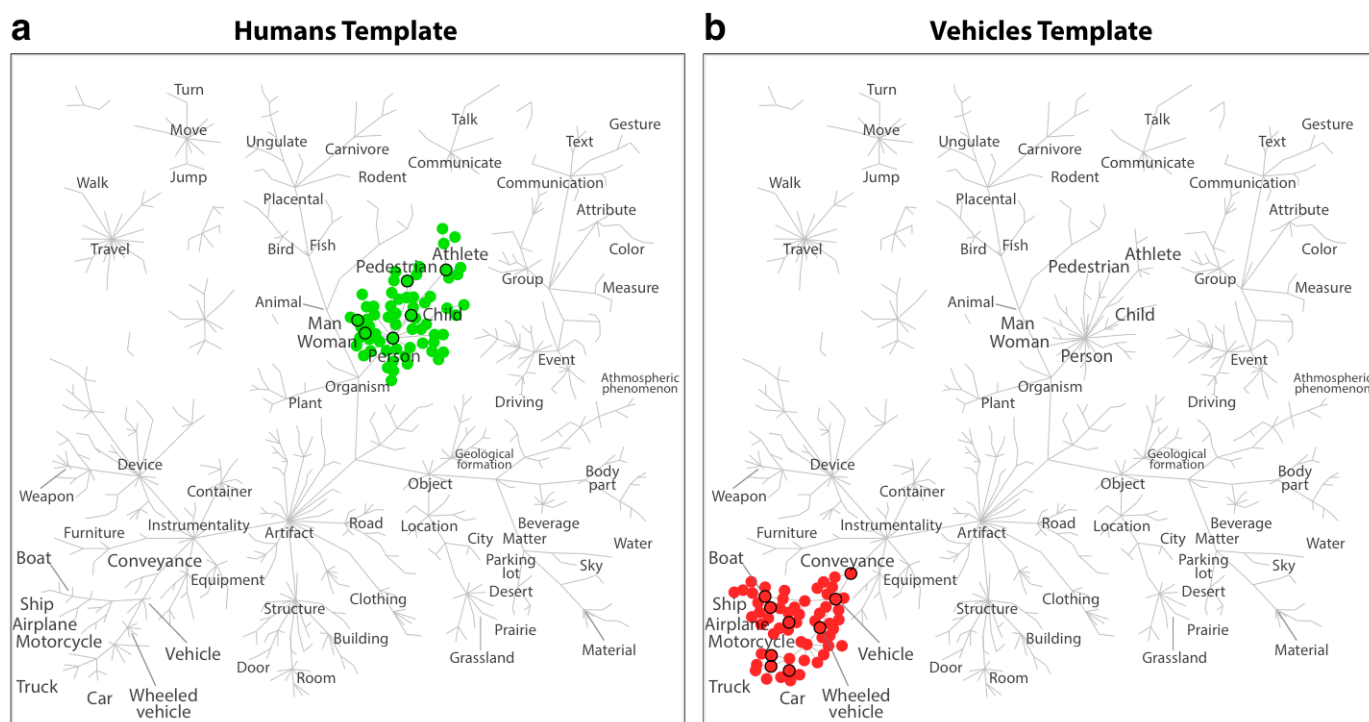 a
Humans Template
Turn
Move
Jump
Walk
Travel
Ungulate
Carnivore
Rodent
Placental
Bird
Fish
Talk
Communicate
Text
Gesture
Communication
Attribute
Color
Measure
Group
Event
Driving
Athmospheric
phenomenon
Athlete
Pedestrian
Child
Animal
Man
Woman
Person
Organism
Plant
Device
Weapon
Container
Furniture
Instrumentality
Artifact
Road
Boat
Conveyance
Equipment
Ship
Airplane
Motorcycle
Vehicle
Truck
Car
Wheeled
vehicle
Structure
Clothing
Building
Door
Room
Geological
formation
Object
Body
part
Location
Beverage
City
Matter
Water
Parking
lot
Sky
Desert
Prairie
Grassland
Material
b
Vehicles Template
Turn
Move
Jump
Walk
Travel
Ungulate
Carnivore
Rodent
Placental
Bird
Fish
Talk
Communicate
Text
Gesture
Communication
Attribute
Color
Measure
Group
Event
Driving
Athmospheric
phenomenon
Athlete
Pedestrian
Child
Animal
Man
Woman
Person
Organism
Plant
Device
Weapon
Container
Furniture
Instrumentality
Artifact
Road
Boat
Conveyance
Equipment
Ship
Airplane
Motorcycle
Vehicle
Truck
Car
Wheeled
vehicle
Structure
Clothing
Building
Door
Room
Geological
formation
Object
Body
part
Location
Beverage
City
Matter
Water
Parking
lot
Sky
Desert
Prairie
Grassland
Material